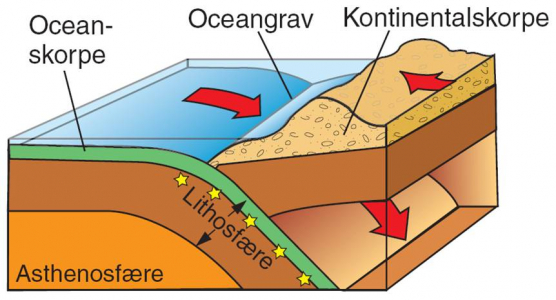 Ocean-
skorpe
Oceangrav
Kontinentalskorpe
Lithosfære
Asthenosfære